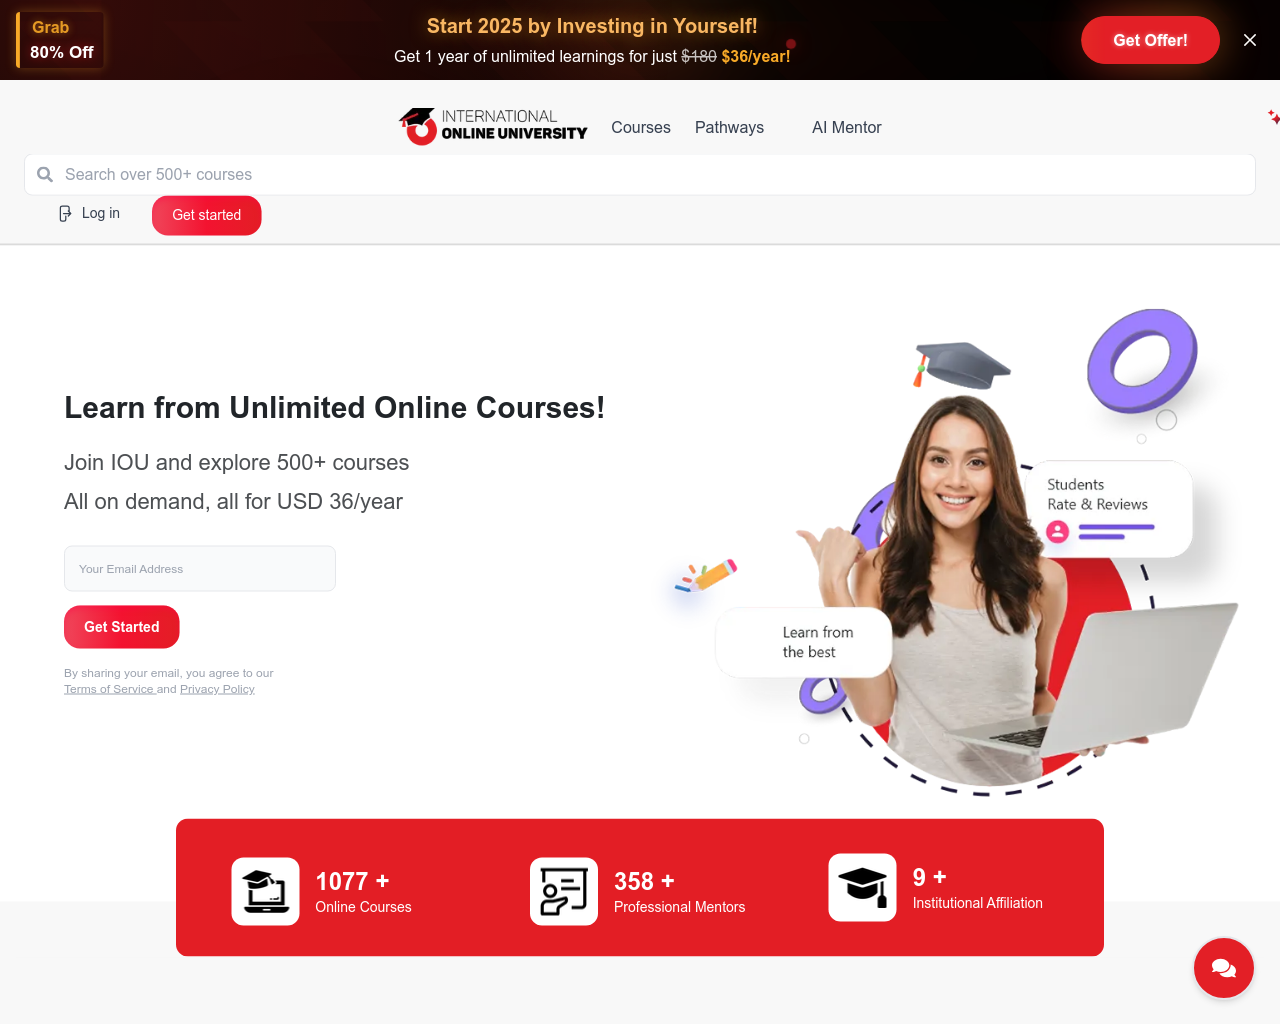 Grab
80% Off
Start 2025 by Investing in Yourself!
Get 1 year of unlimited learnings for just $180 $36/year!
Get Offer!
INTERNATIONAL
ONLINE UNIVERSITY
Courses
Pathways
AI Mentor
Search over 500+ courses
Log in
Get started
Learn from Unlimited Online Courses!
Join IOU and explore 500+ courses
All on demand, all for USD 36/year
Your Email Address
Get Started
By sharing your email, you agree to our
Terms of Service and Privacy Policy
Students
Rate & Reviews
Learn from
the best
1077 +
Online Courses
358 +
Professional Mentors
9 +
Institutional Affiliation